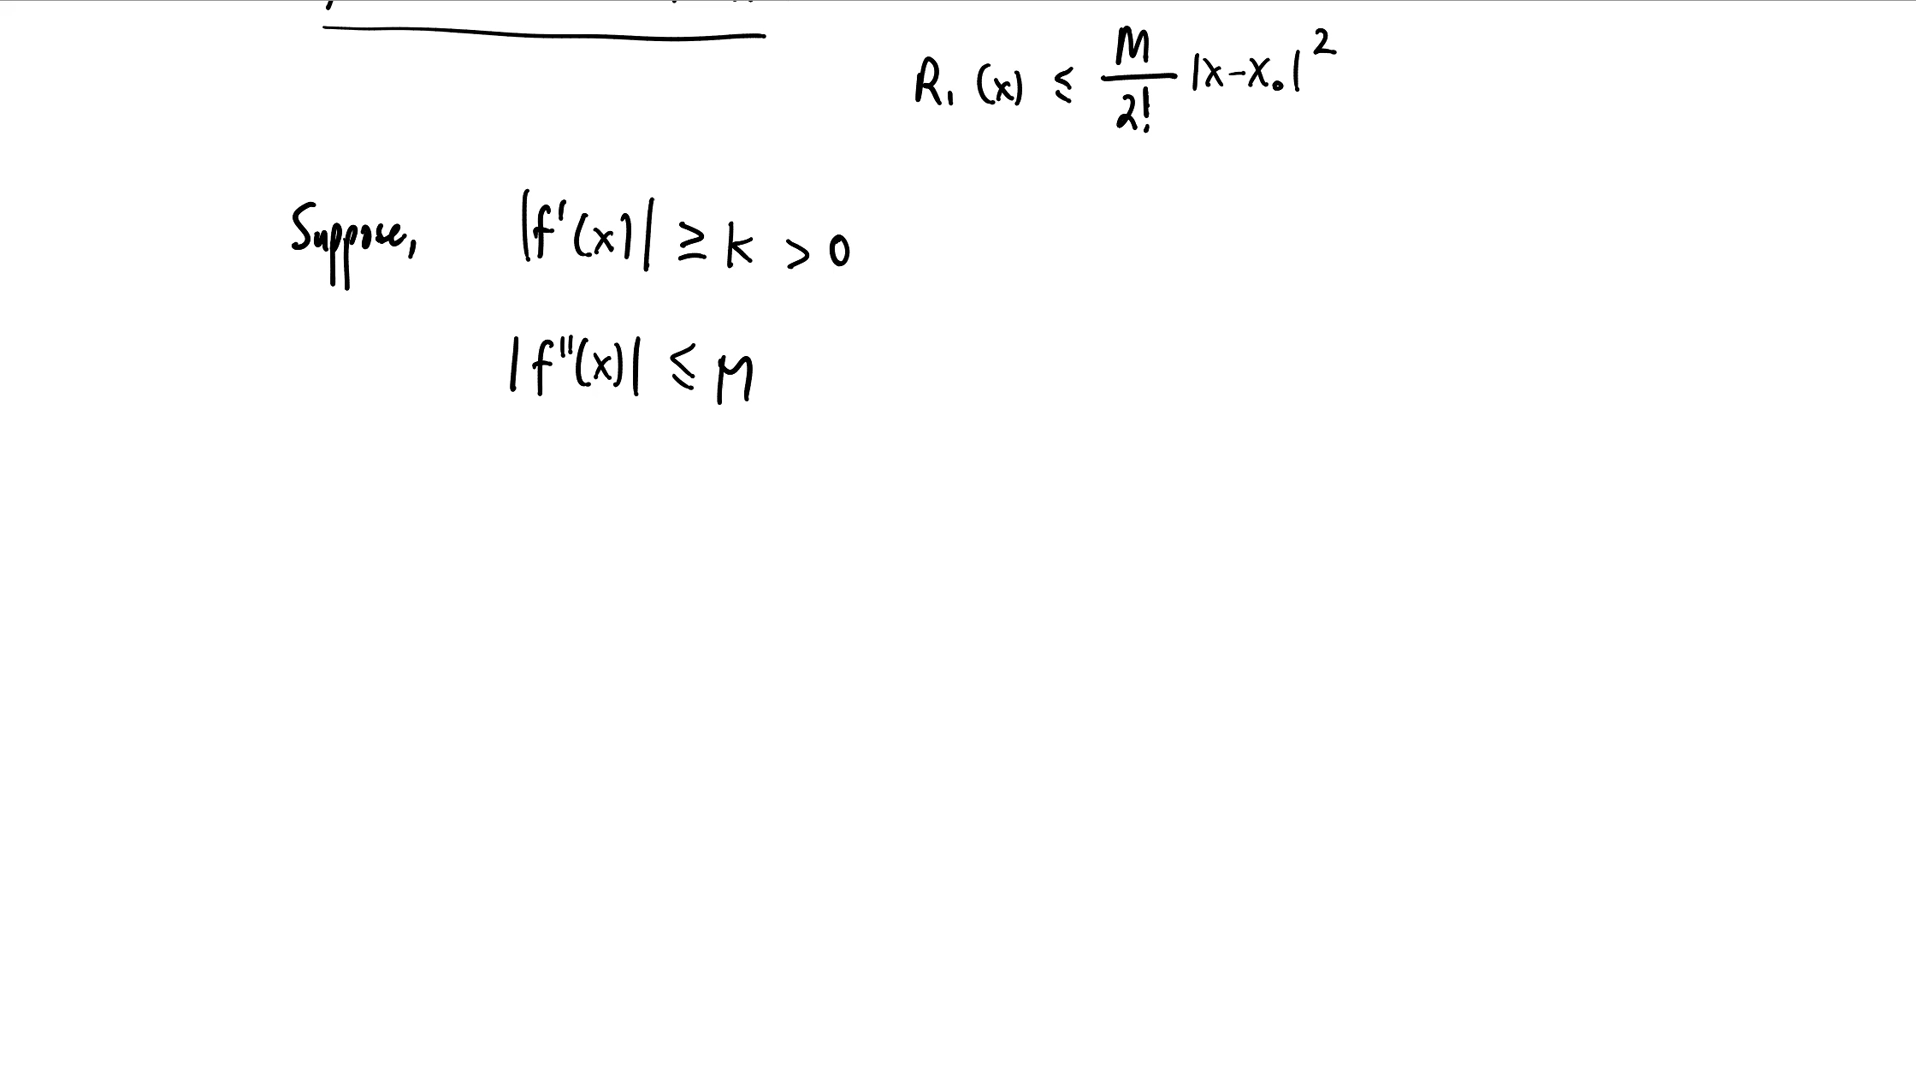 R₁ (x) ≤ M/2! |x-x₀|²
Suppose, |f'(x)| ≥ k > 0
|f''(x)| ≤ M